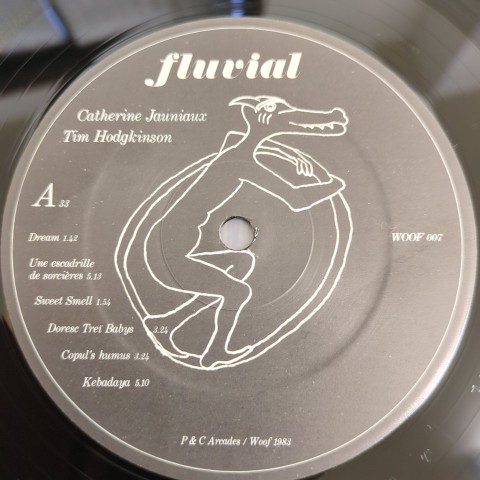 fluvial
Catherine Jauniaux
Tim Hodgkinson
A 33
WOOF 007
Dream 1.42
Une escadrille
de sorcières 5.13
Sweet Smell 1.54
Doresc Trei Babys 3.24
Copul's humus 3.24
Kebadaya 5.10
P & C Arcades / Woof 1983